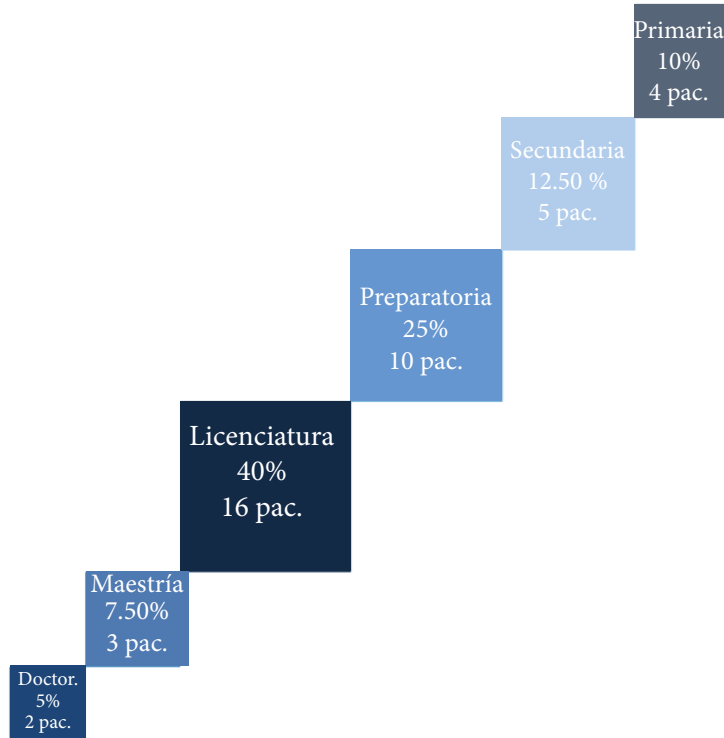 Primaria
10%
4 pac.
Secundaria
12.50 %
5 pac.
Preparatoria
25%
10 pac.
Licenciatura
40%
16 pac.
Maestría
7.50%
3 pac.
Doctor.
5%
2 pac.